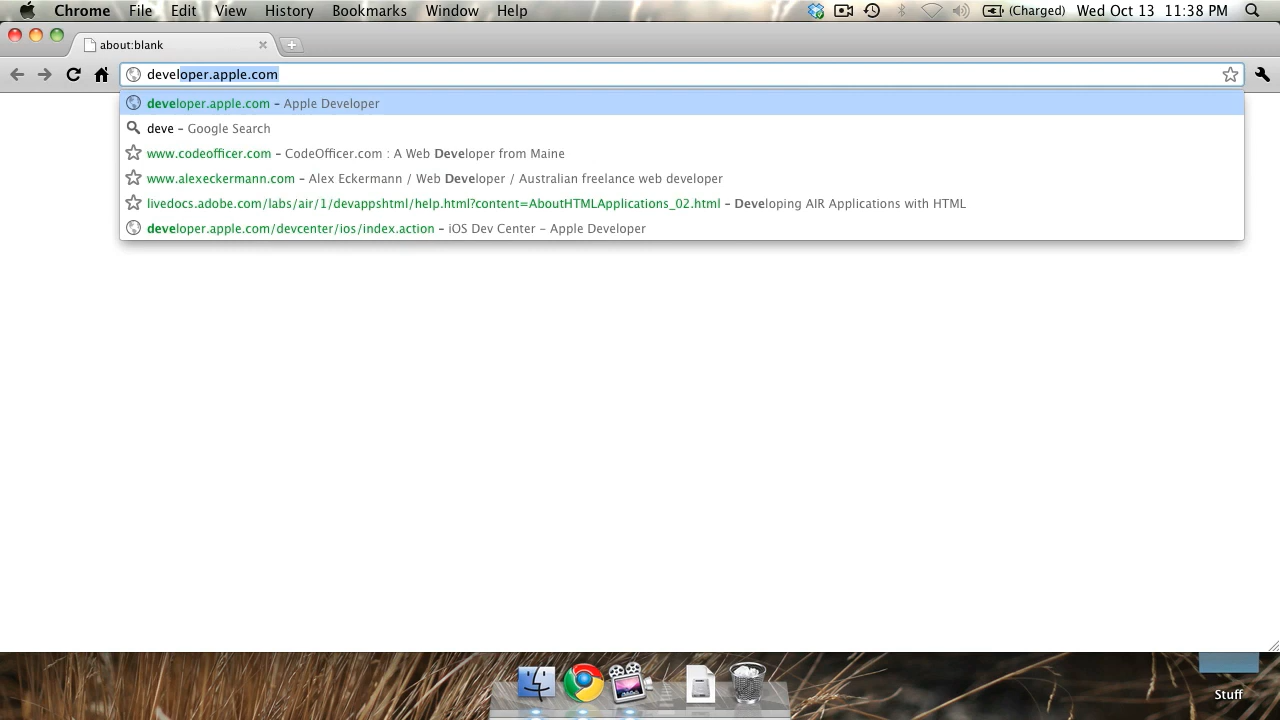 Chrome File Edit View History Bookmarks Window Help (Charged) Wed Oct 13 11:38 PM
about:blank
developer.apple.com
developer.apple.com – Apple Developer
deve – Google Search
www.codeofficer.com – CodeOfficer.com : A Web Developer from Maine
www.alexeckermann.com – Alex Eckermann / Web Developer / Australian freelance web developer
livedocs.adobe.com/labs/air/1/devappshtml/help.html?content=AboutHTMLApplications_02.html – Developing AIR Applications with HTML
developer.apple.com/devcenter/ios/index.action – iOS Dev Center – Apple Developer
Stuff